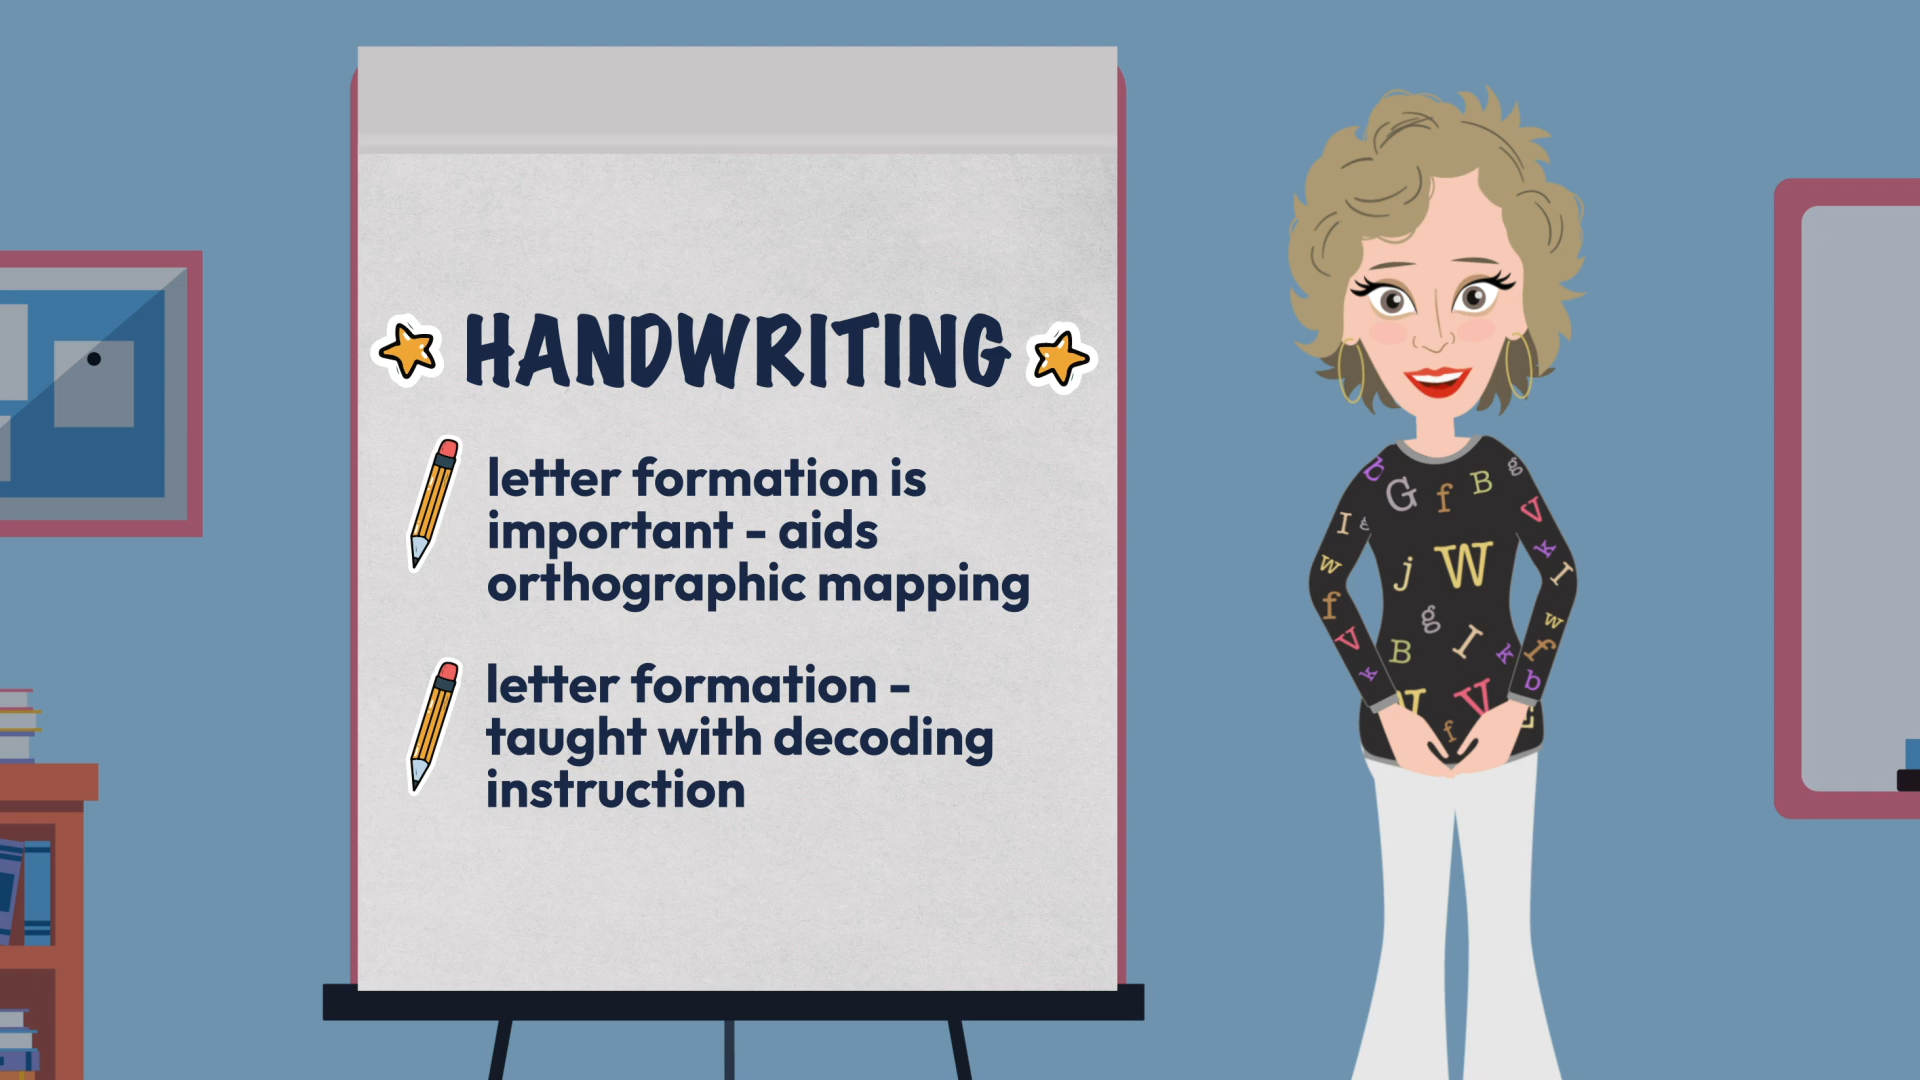 HANDWRITING
letter formation is
important - aids
orthographic mapping
letter formation -
taught with decoding
instruction
b G f B g
I g V
k
j W I
w
f g w
V B I k f
k b
V V
f E